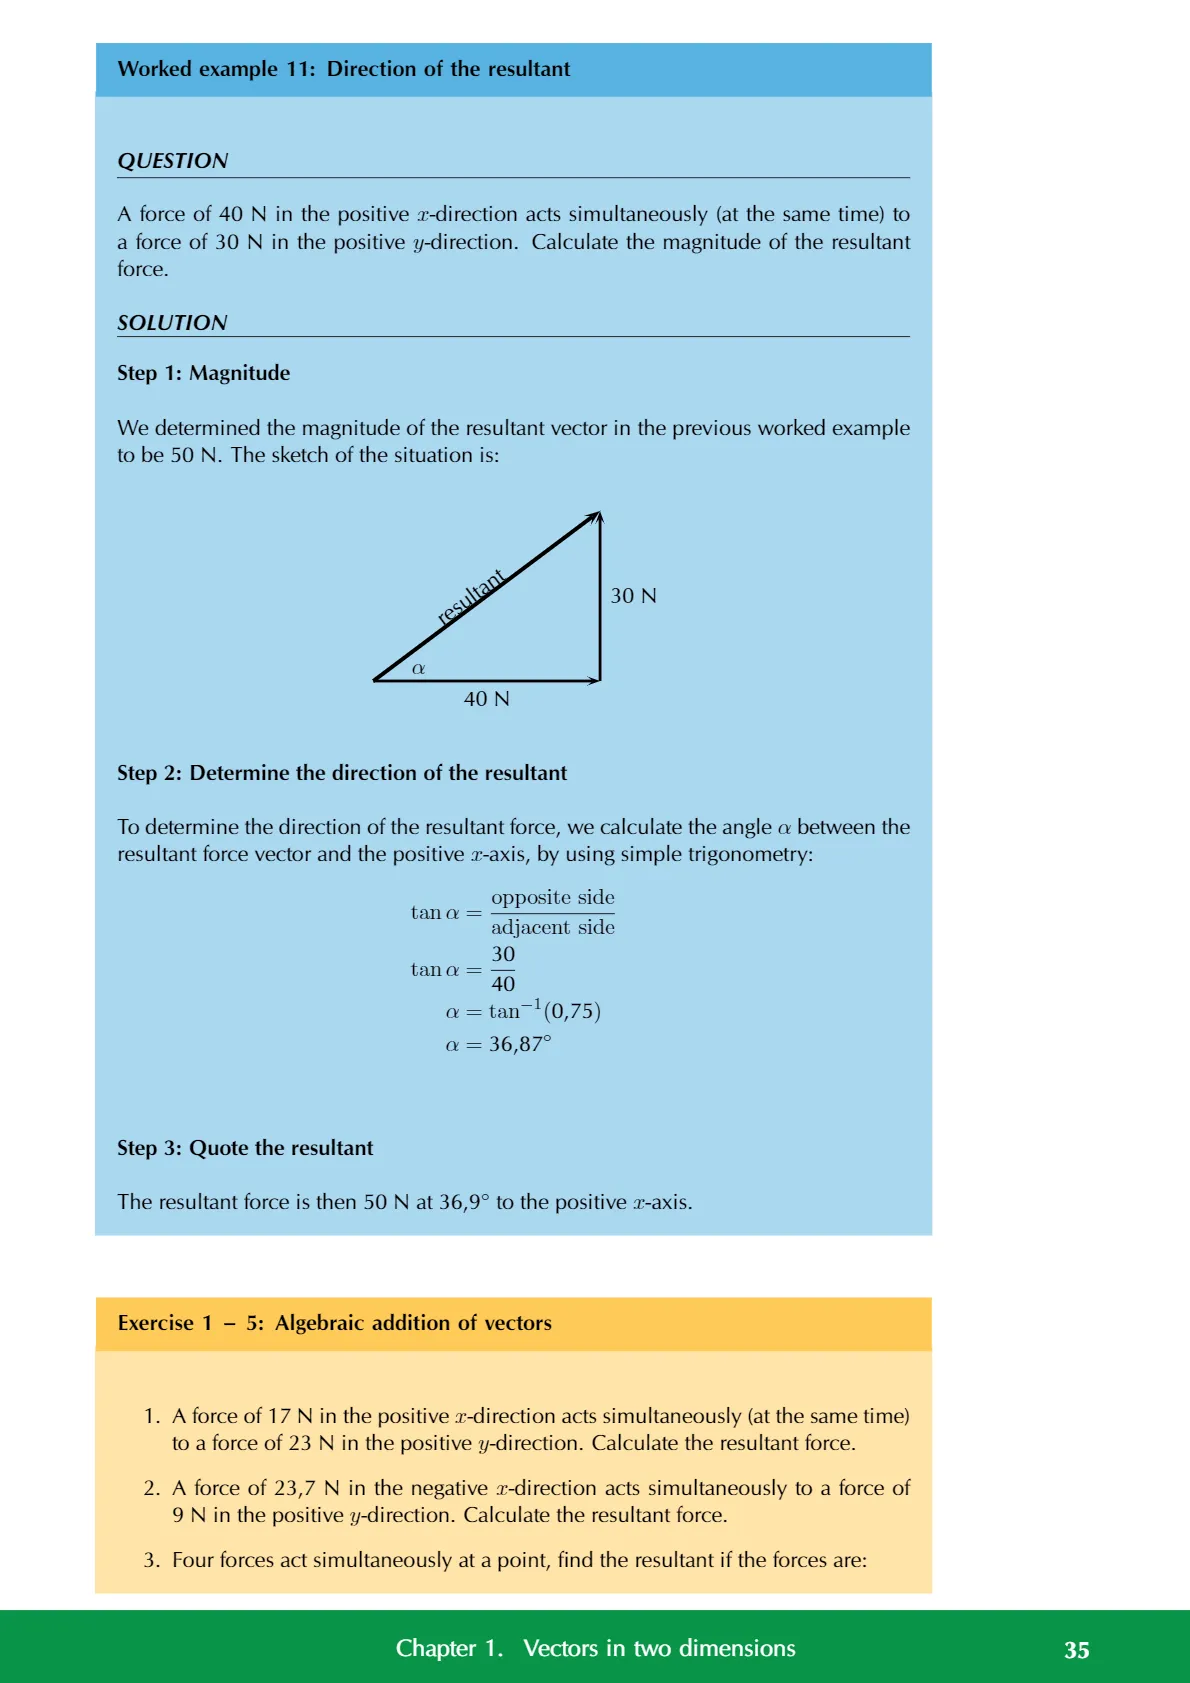 Worked example 11: Direction of the resultant
QUESTION
A force of 40 N in the positive x-direction acts simultaneously (at the same time) to
a force of 30 N in the positive y-direction. Calculate the magnitude of the resultant
force.
SOLUTION
Step 1: Magnitude
We determined the magnitude of the resultant vector in the previous worked example
to be 50 N. The sketch of the situation is:
resultant
30 N
α
40 N
Step 2: Determine the direction of the resultant
To determine the direction of the resultant force, we calculate the angle α between the
resultant force vector and the positive x-axis, by using simple trigonometry:
tan α = opposite side / adjacent side
tan α = 30 / 40
α = tan⁻¹(0,75)
α = 36,87°
Step 3: Quote the resultant
The resultant force is then 50 N at 36,9° to the positive x-axis.
Exercise 1 – 5: Algebraic addition of vectors
1. A force of 17 N in the positive x-direction acts simultaneously (at the same time)
to a force of 23 N in the positive y-direction. Calculate the resultant force.
2. A force of 23,7 N in the negative x-direction acts simultaneously to a force of
9 N in the positive y-direction. Calculate the resultant force.
3. Four forces act simultaneously at a point, find the resultant if the forces are:
Chapter 1. Vectors in two dimensions 35